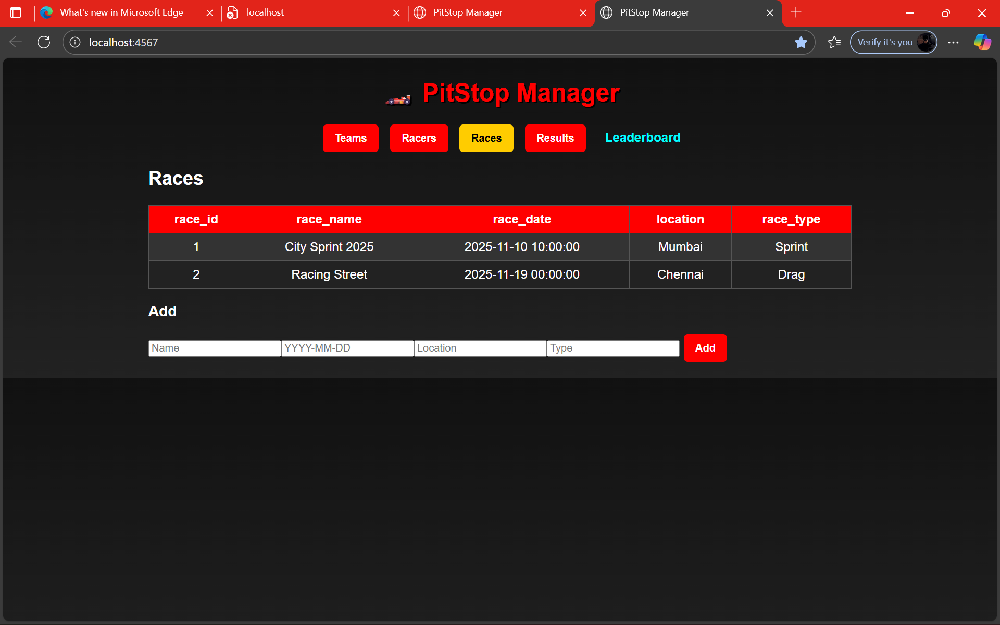 What's new in Microsoft Edge
localhost
PitStop Manager
PitStop Manager
localhost:4567
Verify it's you
PitStop Manager
Teams Racers Races Results Leaderboard
Races
race_id race_name race_date location race_type
1 City Sprint 2025 2025-11-10 10:00:00 Mumbai Sprint
2 Racing Street 2025-11-19 00:00:00 Chennai Drag
Add
Name YYYY-MM-DD Location Type Add